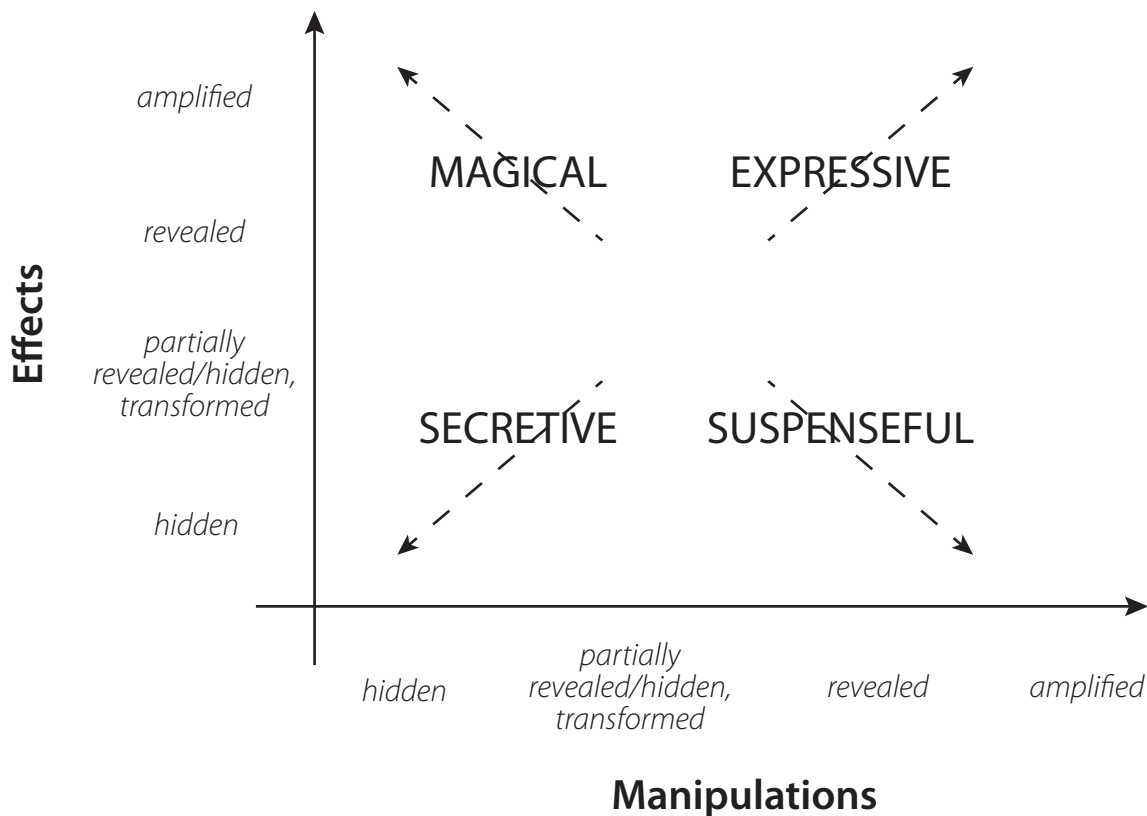 amplified
MAGICAL
EXPRESSIVE
revealed
Effects
partially
revealed/hidden,
transformed
SECRETIVE
SUSPENSEFUL
hidden
hidden
partially
revealed/hidden,
transformed
revealed
amplified
Manipulations